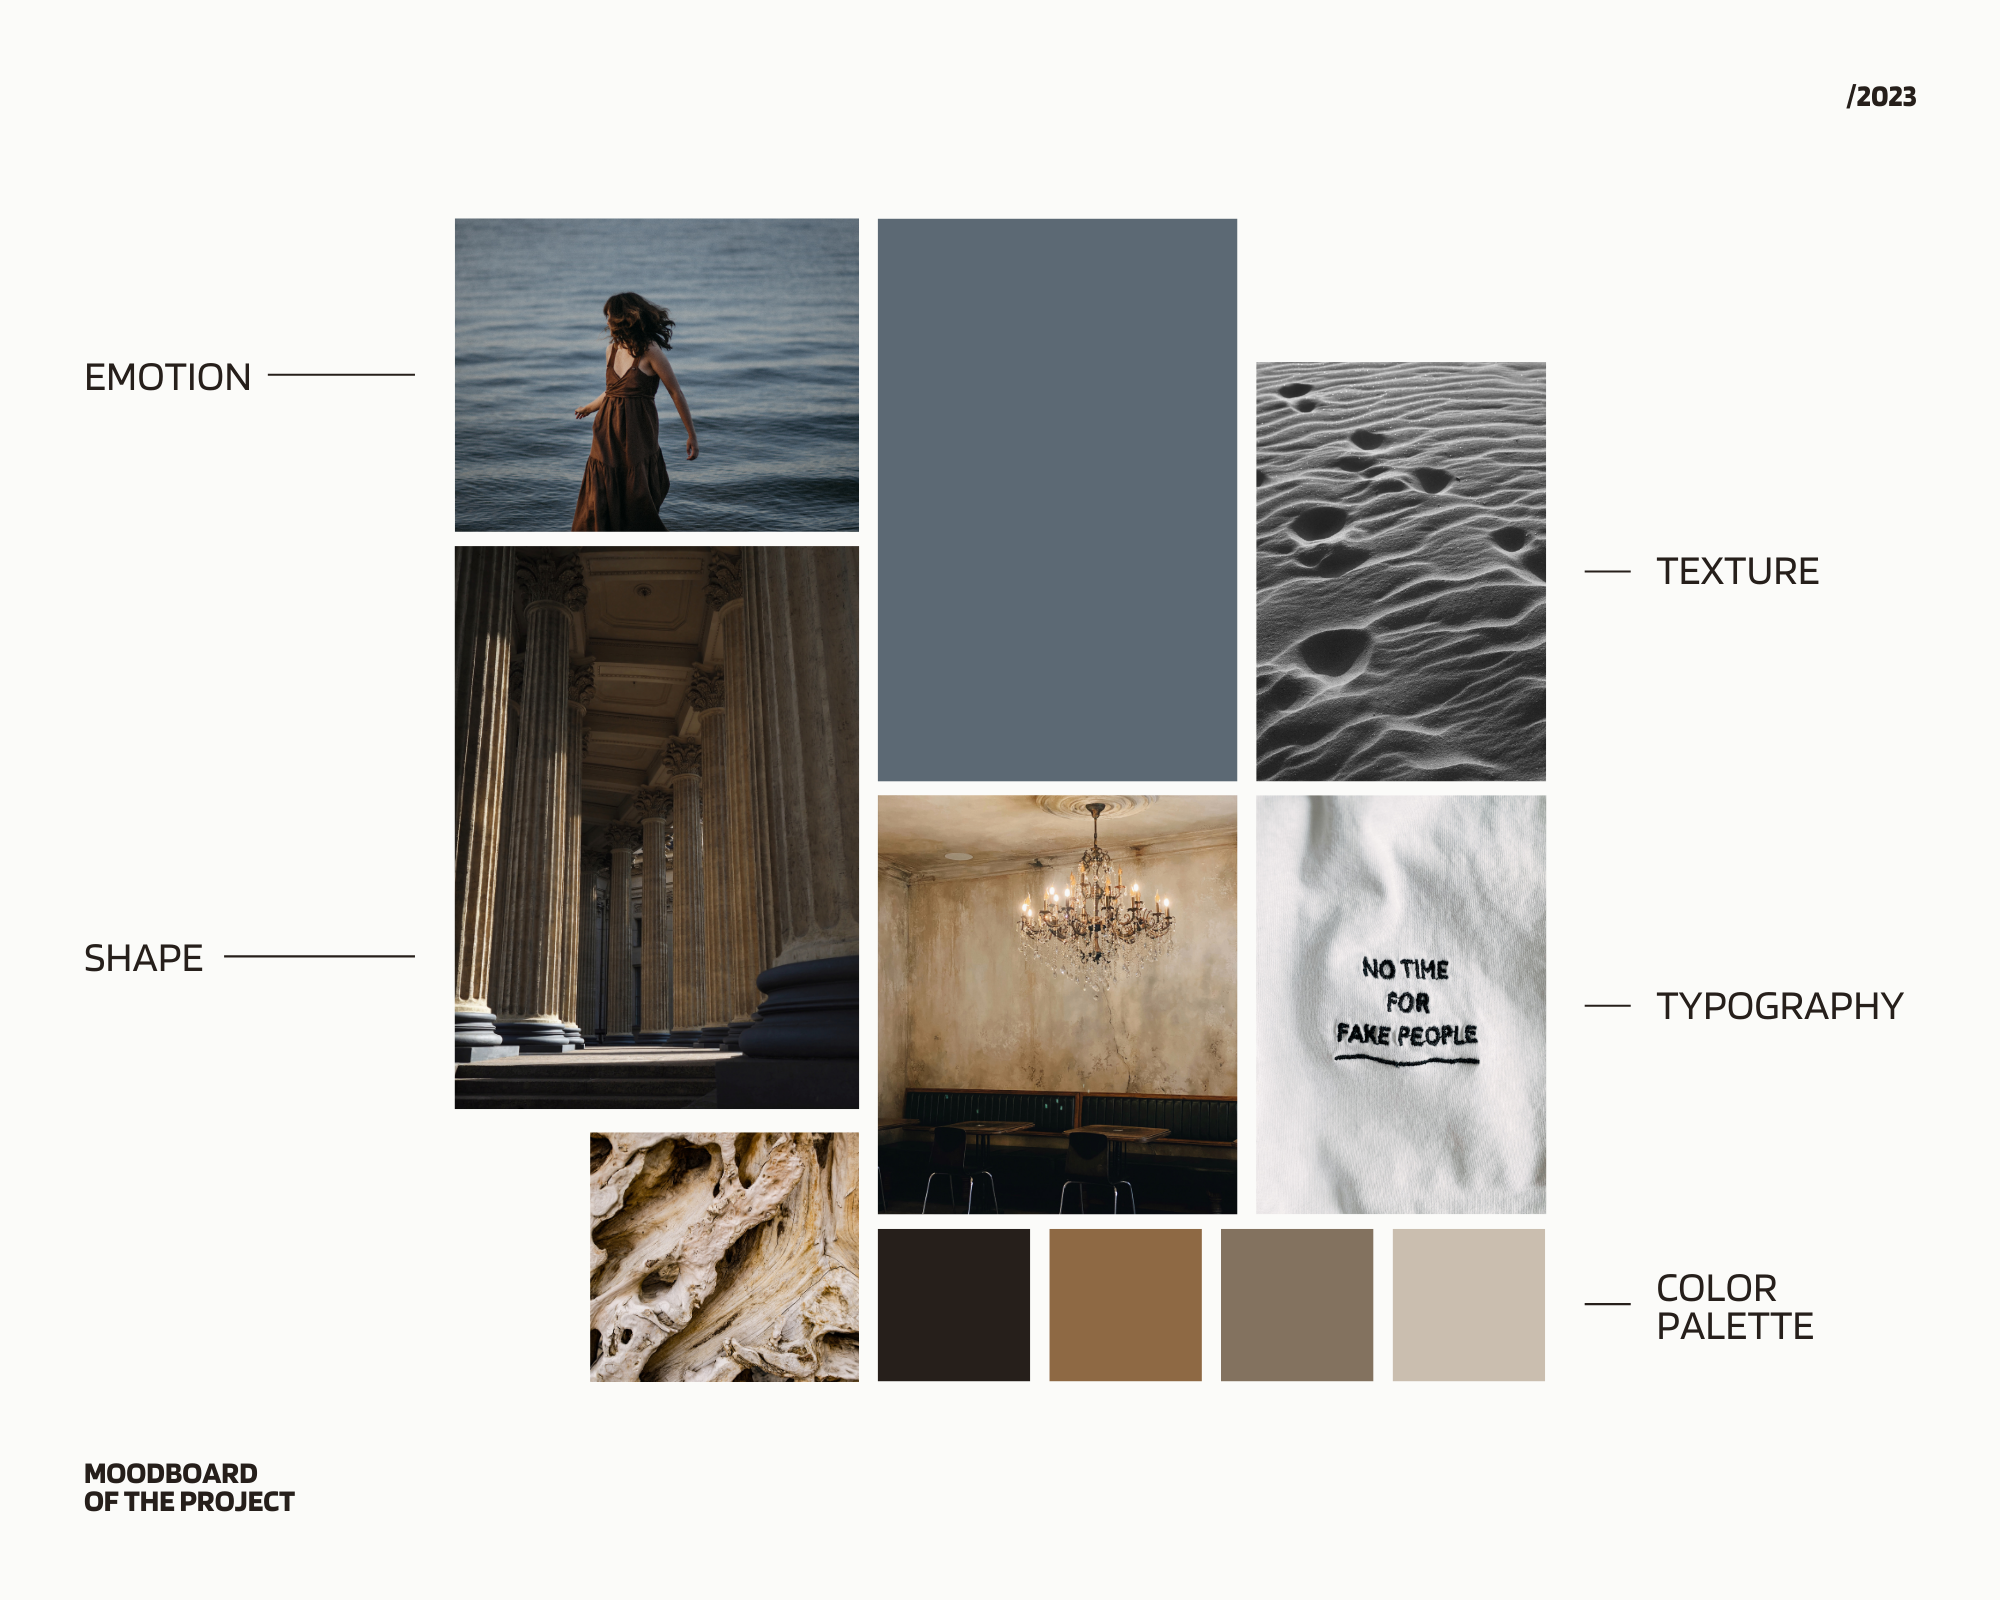 /2023
EMOTION
TEXTURE
SHAPE
NO TIME
FOR
FAKE PEOPLE
TYPOGRAPHY
COLOR
PALETTE
MOODBOARD
OF THE PROJECT